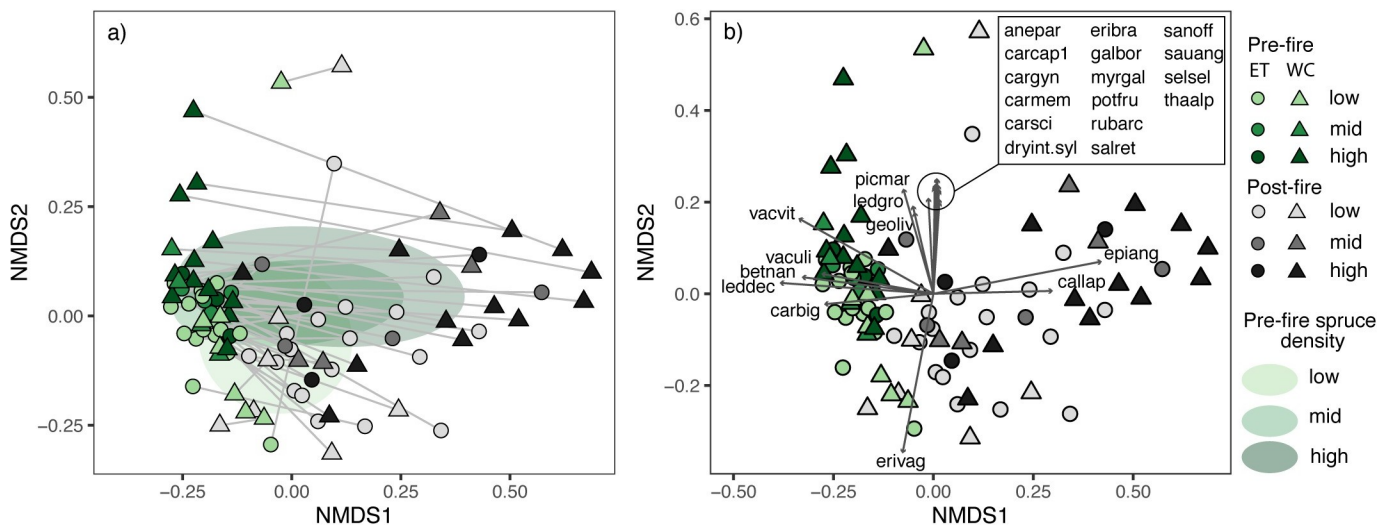 a)
0.50
0.25
0.00
−0.25
NMDS2
−0.25
0.00
0.25
0.50
NMDS1
b)
0.6
0.4
0.2
0.0
−0.2
NMDS2
anepar eribra sanoff
carcap1 galbor sauang
cargyn myrgal selsel
carmem potfru thaalp
carsci rubarc
dryint.syl salret
picmar
ledgro
vacvit
geoliv
vaculi
betnan
leddec
carbig
epiang
callap
erivag
−0.50
−0.25
0.00
0.25
0.50
NMDS1
Pre-fire
ET WC
low
mid
high
Post-fire
low
mid
high
Pre-fire spruce
density
low
mid
high